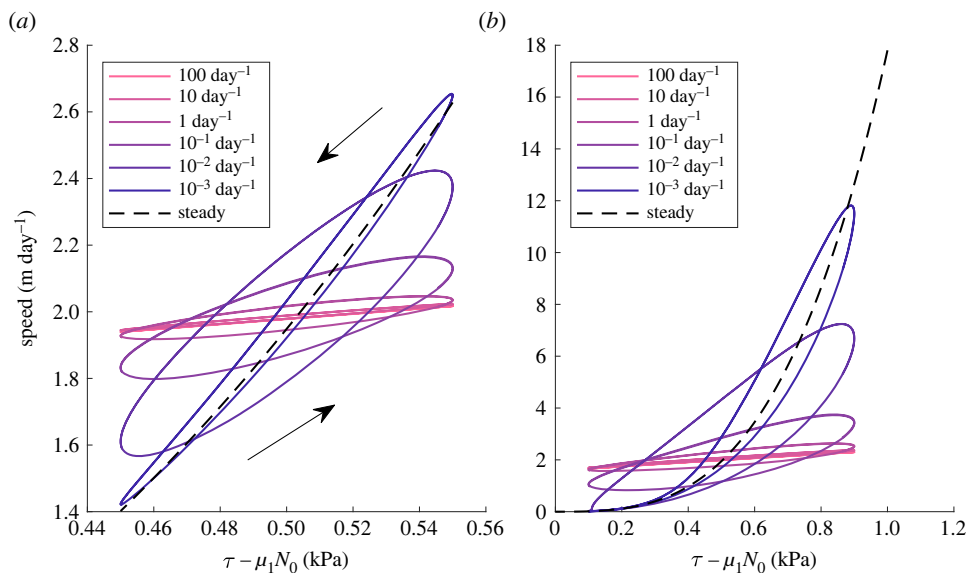 (a)
2.8
2.6
2.4
2.2
2.0
1.8
1.6
1.4
speed (m day⁻¹)
100 day⁻¹
10 day⁻¹
1 day⁻¹
10⁻¹ day⁻¹
10⁻² day⁻¹
10⁻³ day⁻¹
steady
0.44 0.46 0.48 0.50 0.52 0.54 0.56
τ − μ₁N₀ (kPa)
(b)
18
16
14
12
10
8
6
4
2
0
100 day⁻¹
10 day⁻¹
1 day⁻¹
10⁻¹ day⁻¹
10⁻² day⁻¹
10⁻³ day⁻¹
steady
0 0.2 0.4 0.6 0.8 1.0 1.2
τ − μ₁N₀ (kPa)